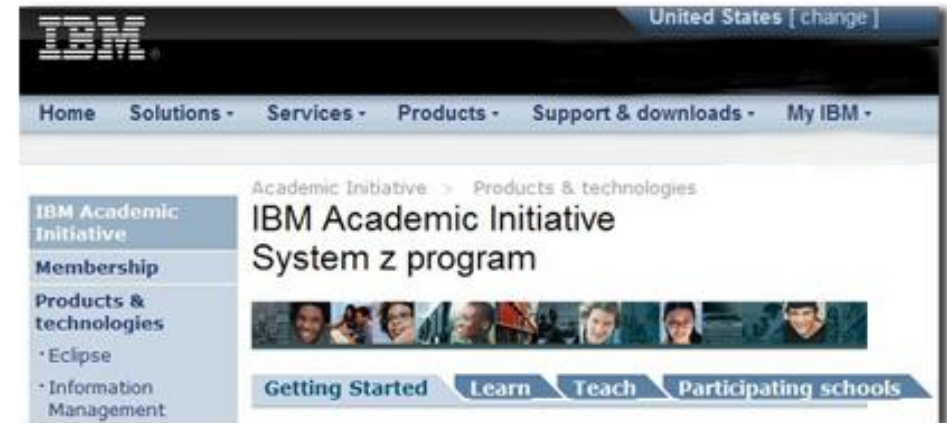 United States [ change ]
IBM®
Home Solutions Services Products Support & downloads My IBM
Academic Initiative > Products & technologies
IBM Academic Initiative
System z program
IBM Academic
Initiative
Membership
Products &
technologies
· Eclipse
· Information
Management
Getting Started Learn Teach Participating schools